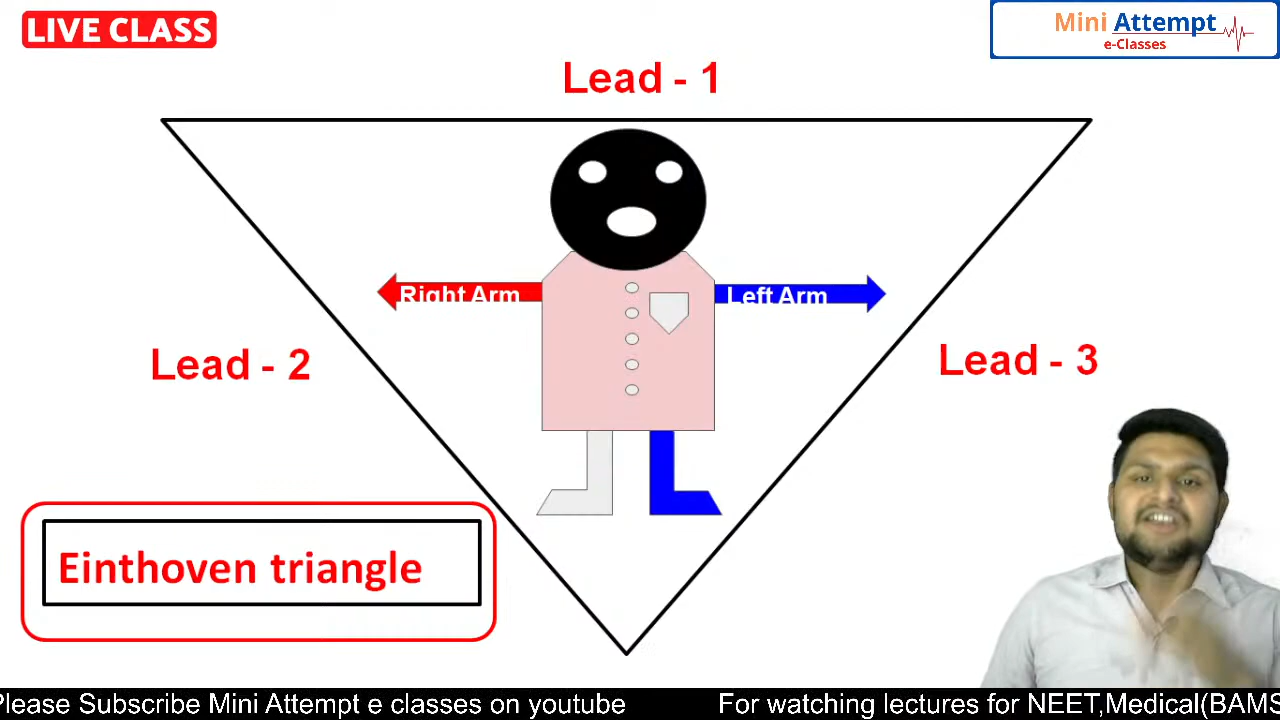 LIVE CLASS
Mini Attempt
e-Classes
Lead - 1
Right Arm
Left Arm
Lead - 2
Lead - 3
Einthoven triangle
Please Subscribe Mini Attempt e classes on youtube For watching lectures for NEET,Medical(BAMS